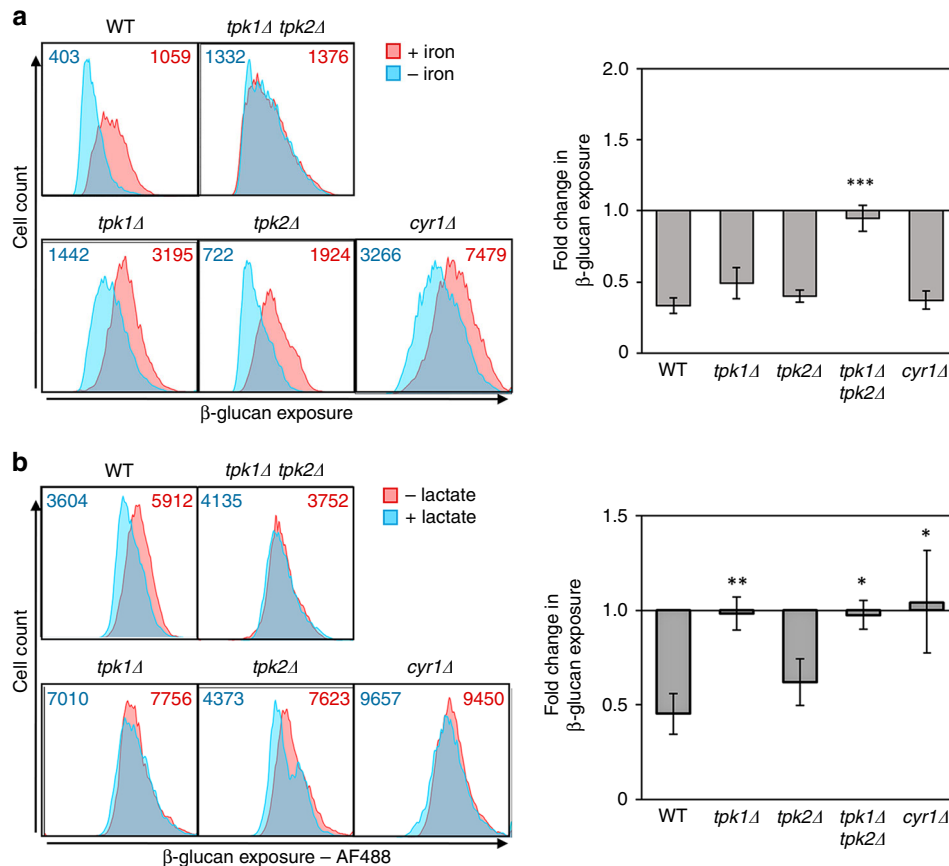 a
WT
tpk1Δ tpk2Δ
403
1059
1332
1376
+ iron
– iron
tpk1Δ
tpk2Δ
cyr1Δ
1442
3195
722
1924
3266
7479
Cell count
β-glucan exposure
Fold change in
β-glucan exposure
2.0
1.5
1.0
0.5
0
***
WT
tpk1Δ
tpk2Δ
tpk1Δ
tpk2Δ
cyr1Δ
b
WT
tpk1Δ tpk2Δ
3604
5912
4135
3752
– lactate
+ lactate
tpk1Δ
tpk2Δ
cyr1Δ
7010
7756
4373
7623
9657
9450
Cell count
β-glucan exposure – AF488
Fold change in
β-glucan exposure
1.5
1.0
0.5
0
**
*
*
WT
tpk1Δ
tpk2Δ
tpk1Δ
tpk2Δ
cyr1Δ